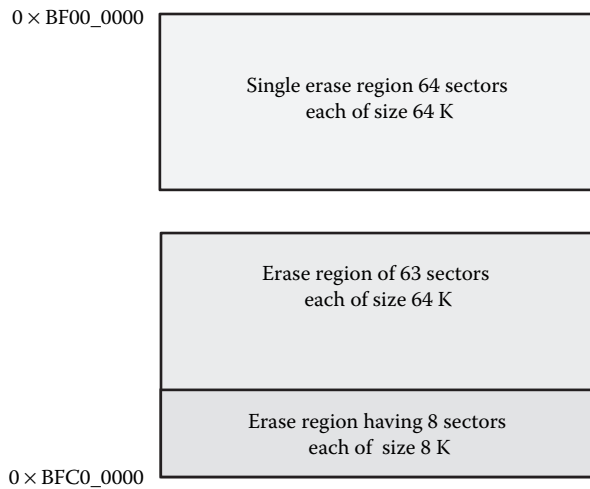 0 × BF00_0000
Single erase region 64 sectors
each of size 64 K
Erase region of 63 sectors
each of size 64 K
Erase region having 8 sectors
each of  size 8 K
0 × BFC0_0000